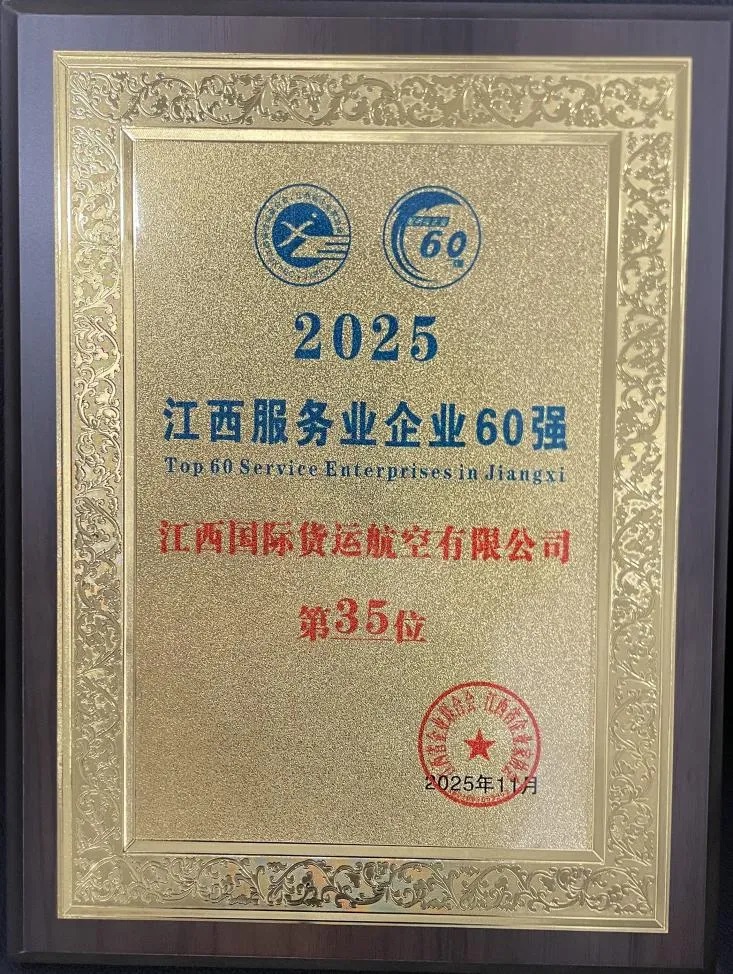 60
2025
江西服务业企业60强
Top 60 Service Enterprises in Jiangxi
江西国际货运航空有限公司
第35位
2025年11月